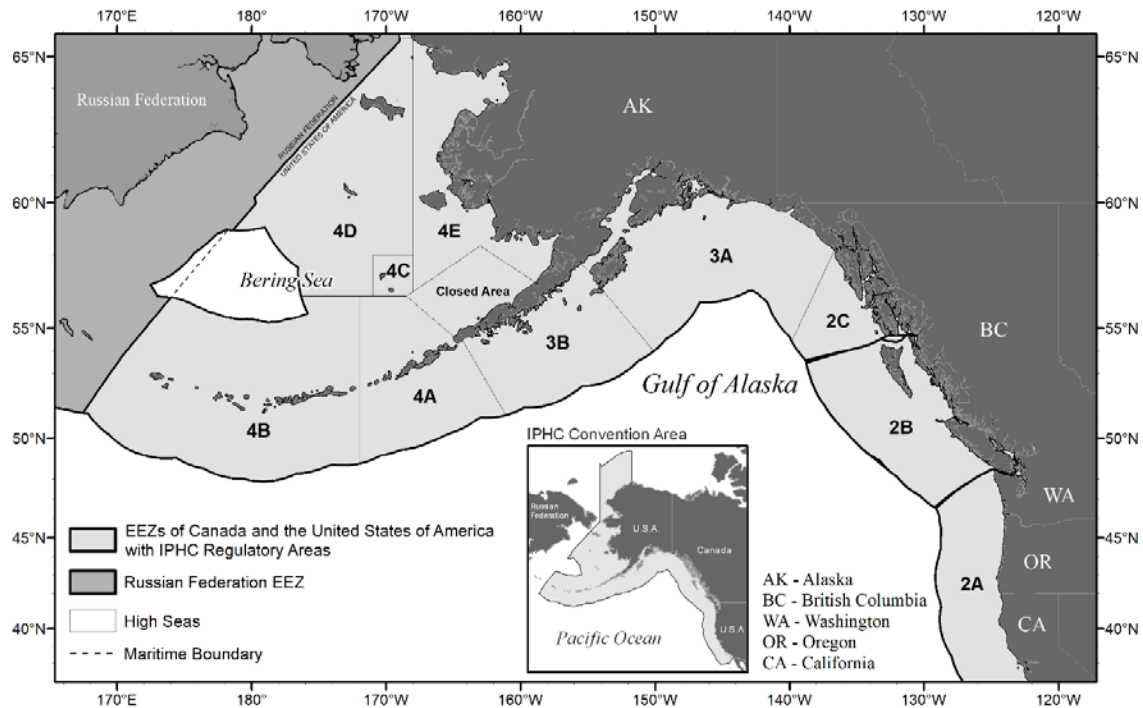 170°E 180° 170°W 160°W 150°W 140°W 130°W 120°W
65°N 65°N
Russian Federation
AK
RUSSIAN FEDERATION
UNITED STATES OF AMERICA
60°N 60°N
4D 4E 3A
Bering Sea
4C
Closed Area
55°N 55°N
3B 2C BC
4A Gulf of Alaska
4B 2B
50°N 50°N
IPHC Convention Area
Russian
Federation
U.S.A.
Canada
U.S.A.
Pacific Ocean
WA
EEZs of Canada and the United States of America
with IPHC Regulatory Areas
45°N 45°N
Russian Federation EEZ
OR
2A
High Seas
CA
40°N 40°N
Maritime Boundary
AK - Alaska
BC - British Columbia
WA - Washington
OR - Oregon
CA - California
170°E 180° 170°W 160°W 150°W 140°W 130°W 120°W